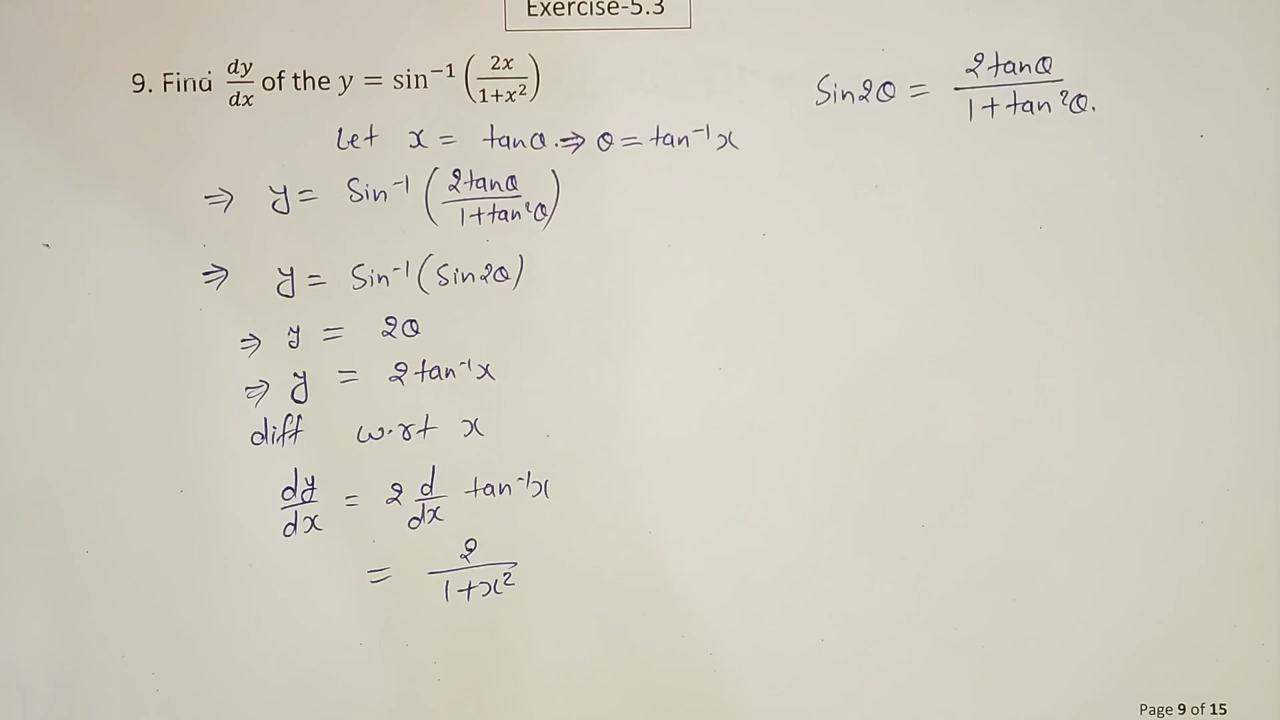 Exercise-5.3
9. Find dy/dx of the y = sin⁻¹ (2x/(1+x²))
Sin2θ = 2tanθ/(1+tan²θ).
Let x = tanθ. ⇒ θ = tan⁻¹x
⇒ y = Sin⁻¹ (2tanθ/(1+tan²θ))
⇒ y = Sin⁻¹(Sin2θ)
⇒ y = 2θ
⇒ y = 2tan⁻¹x
diff w.r.t x
dy/dx = 2 d/dx tan⁻¹x
= 2/(1+x²)
Page 9 of 15